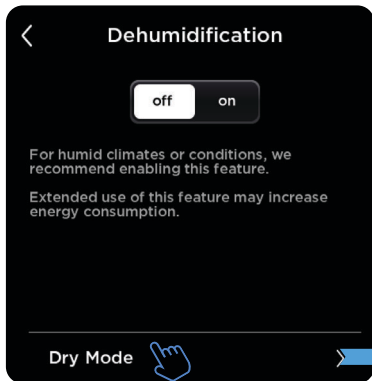 Dehumidification
off on
For humid climates or conditions, we
recommend enabling this feature.
Extended use of this feature may increase
energy consumption.
Dry Mode